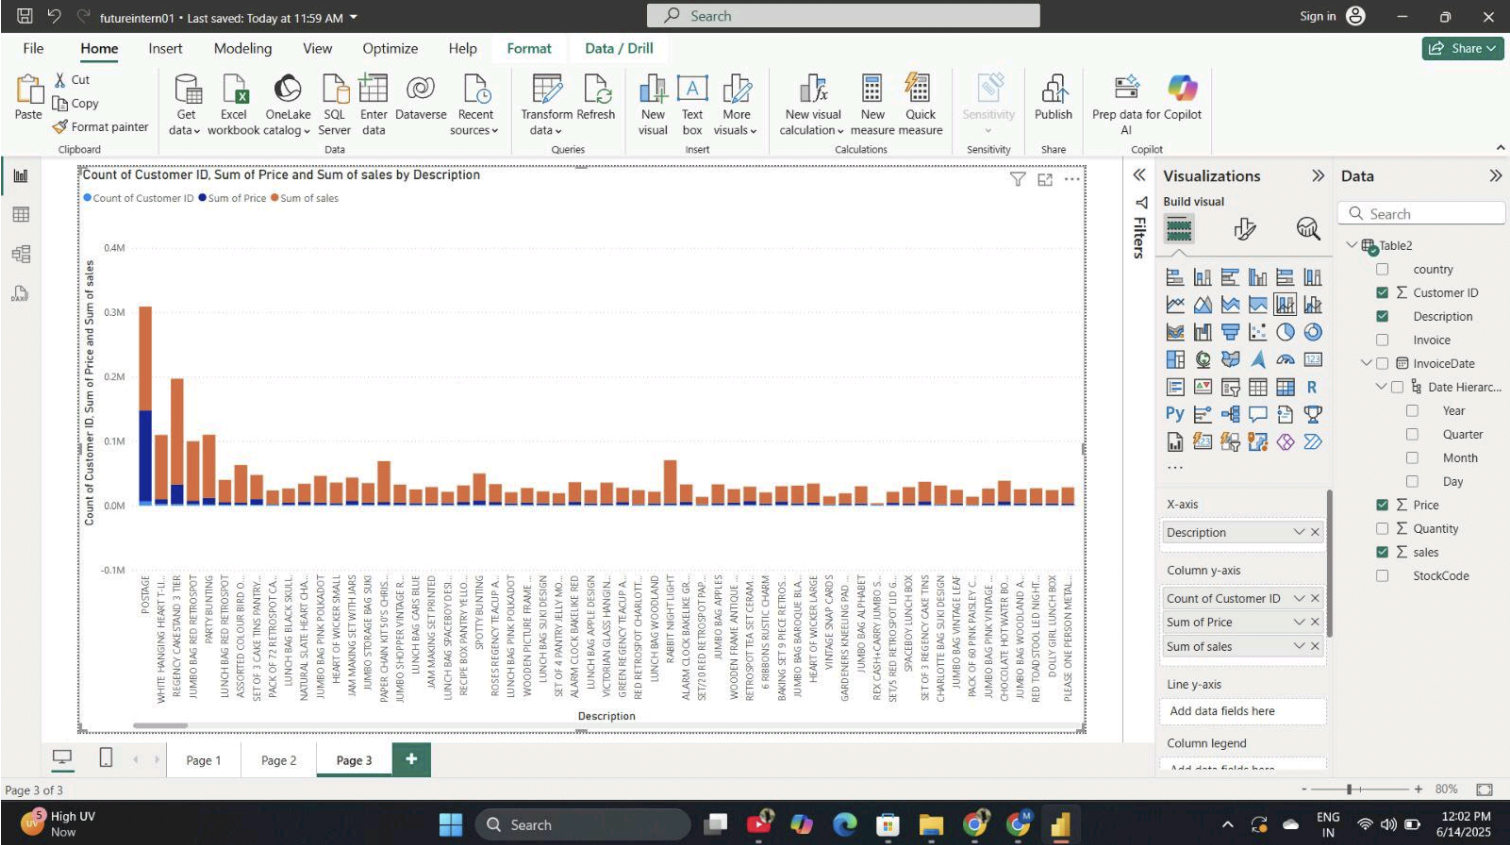 futureintern01 • Last saved: Today at 11:59 AM
Search
Sign in
File Home Insert Modeling View Optimize Help Format Data / Drill
Share
Paste
Cut
Copy
Format painter
Clipboard
Get data
Excel workbook
OneLake catalog
SQL Server
Enter data
Dataverse
Recent sources
Data
Transform data
Refresh
Queries
New visual
Text box
More visuals
Insert
New visual calculation
New measure
Quick measure
Calculations
Sensitivity
Sensitivity
Publish
Share
Prep data for AI
Copilot
Copilot
Count of Customer ID, Sum of Price and Sum of sales by Description
Count of Customer ID Sum of Price Sum of sales
Count of Customer ID, Sum of Price and Sum of sales
0.4M
0.3M
0.2M
0.1M
0.0M
-0.1M
POSTAGE
WHITE HANGING HEART T-LI...
REGENCY CAKESTAND 3 TIER
JUMBO BAG RED RETROSPOT
PARTY BUNTING
LUNCH BAG RED RETROSPOT
ASSORTED COLOUR BIRD O...
SET OF 3 CAKE TINS PANTRY...
PACK OF 72 RETROSPOT CA...
LUNCH BAG BLACK SKULL.
NATURAL SLATE HEART CHA...
JUMBO BAG PINK POLKADOT
HEART OF WICKER SMALL
JAM MAKING SET WITH JARS
JUMBO STORAGE BAG SUKI
PAPER CHAIN KIT 50'S CHRIS...
JUMBO SHOPPER VINTAGE R...
LUNCH BAG CARS BLUE
JAM MAKING SET PRINTED
LUNCH BAG SPACEBOY DESI...
RECIPE BOX PANTRY YELLO...
SPOTTY BUNTING
ROSES REGENCY TEACUP A...
LUNCH BAG PINK POLKADOT
WOODEN PICTURE FRAME ...
LUNCH BAG SUKI DESIGN
SET OF 4 PANTRY JELLY MO...
ALARM CLOCK BAKELIKE RED
LUNCH BAG APPLE DESIGN
VICTORIAN GLASS HANGIN...
GREEN REGENCY TEACUP A...
RED RETROSPOT CHARLOTT...
LUNCH BAG WOODLAND
RABBIT NIGHT LIGHT
ALARM CLOCK BAKELIKE GR...
SET/20 RED RETROSPOT PAP...
JUMBO BAG APPLES
WOODEN FRAME ANTIQUE ...
RETROSPOT TEA SET CERAM...
6 RIBBONS RUSTIC CHARM
BAKING SET 9 PIECE RETROS...
JUMBO BAG BAROQUE BLA...
HEART OF WICKER LARGE
VINTAGE SNAP CARDS
GARDENERS KNEELING PAD ...
JUMBO BAG ALPHABET
REX CASH+CARRY JUMBO S...
SET/5 RED RETROSPOT LID G...
SPACEBOY LUNCH BOX
SET OF 3 REGENCY CAKE TINS
CHARLOTTE BAG SUKI DESIGN
JUMBO BAG VINTAGE LEAF
PACK OF 60 PINK PAISLEY C...
JUMBO BAG PINK VINTAGE ...
CHOCOLATE HOT WATER BO...
JUMBO BAG WOODLAND A...
RED TOADSTOOL LED NIGHT...
DOLLY GIRL LUNCH BOX
PLEASE ONE PERSON METAL...
Description
Filters
Visualizations
Build visual
R
Py
123
...
X-axis
Description
Column y-axis
Count of Customer ID
Sum of Price
Sum of sales
Line y-axis
Add data fields here
Column legend
Add data fields here
Data
Search
Table2
country
Customer ID
Description
Invoice
InvoiceDate
Date Hierarc...
Year
Quarter
Month
Day
Price
Quantity
sales
StockCode
Page 1 Page 2 Page 3 +
Page 3 of 3
- + 80%
5
UV
High UV
Now
Search
M
ENG
IN
12:02 PM
6/14/2025